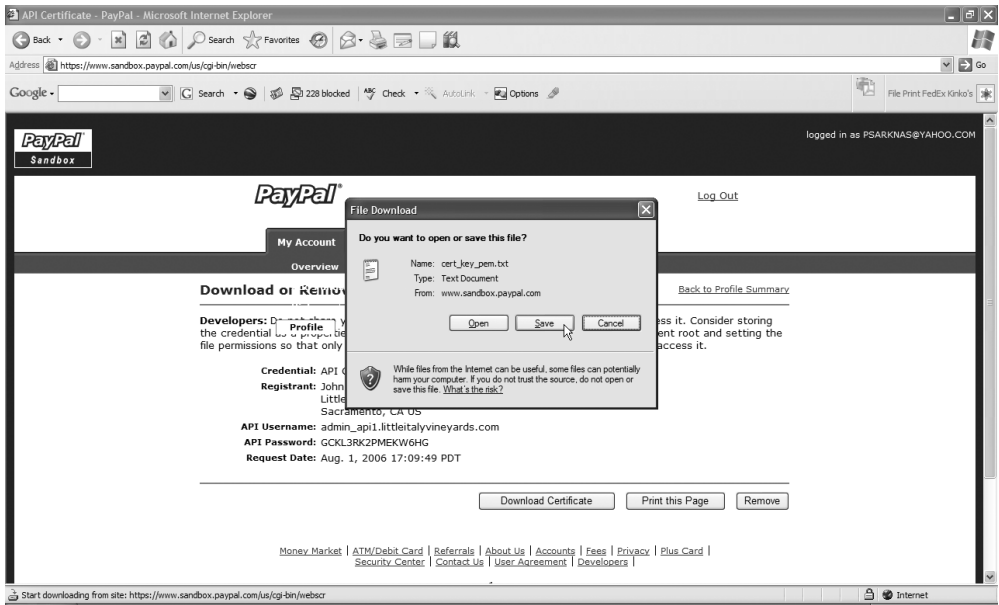 API Certificate - PayPal - Microsoft Internet Explorer
Back Search Favorites
Address https://www.sandbox.paypal.com/us/cgi-bin/webscr Go
Google Search 228 blocked ABC Check AutoLink Options File Print FedEx Kinko's
PayPal
Sandbox
logged in as PSARKNAS@YAHOO.COM
PayPal
Log Out
My Account
Overview
Profile
File Download
Do you want to open or save this file?
Name: cert_key_pem.txt
Type: Text Document
From: www.sandbox.paypal.com
Open Save Cancel
While files from the Internet can be useful, some files can potentially
harm your computer. If you do not trust the source, do not open or
save this file. What's the risk?
Download or Remov
Back to Profile Summary
Developers: y ss it. Consider storing
the credential ent root and setting the
file permissions so that only access it.
Credential: API
Registrant: John
Little
Sacramento, CA US
API Username: admin_api1.littleitalyvineyards.com
API Password: GCKL3RK2PMEKW6HG
Request Date: Aug. 1, 2006 17:09:49 PDT
Download Certificate Print this Page Remove
Money Market | ATM/Debit Card | Referrals | About Us | Accounts | Fees | Privacy | Plus Card |
Security Center | Contact Us | User Agreement | Developers |
Start downloading from site: https://www.sandbox.paypal.com/us/cgi-bin/webscr Internet